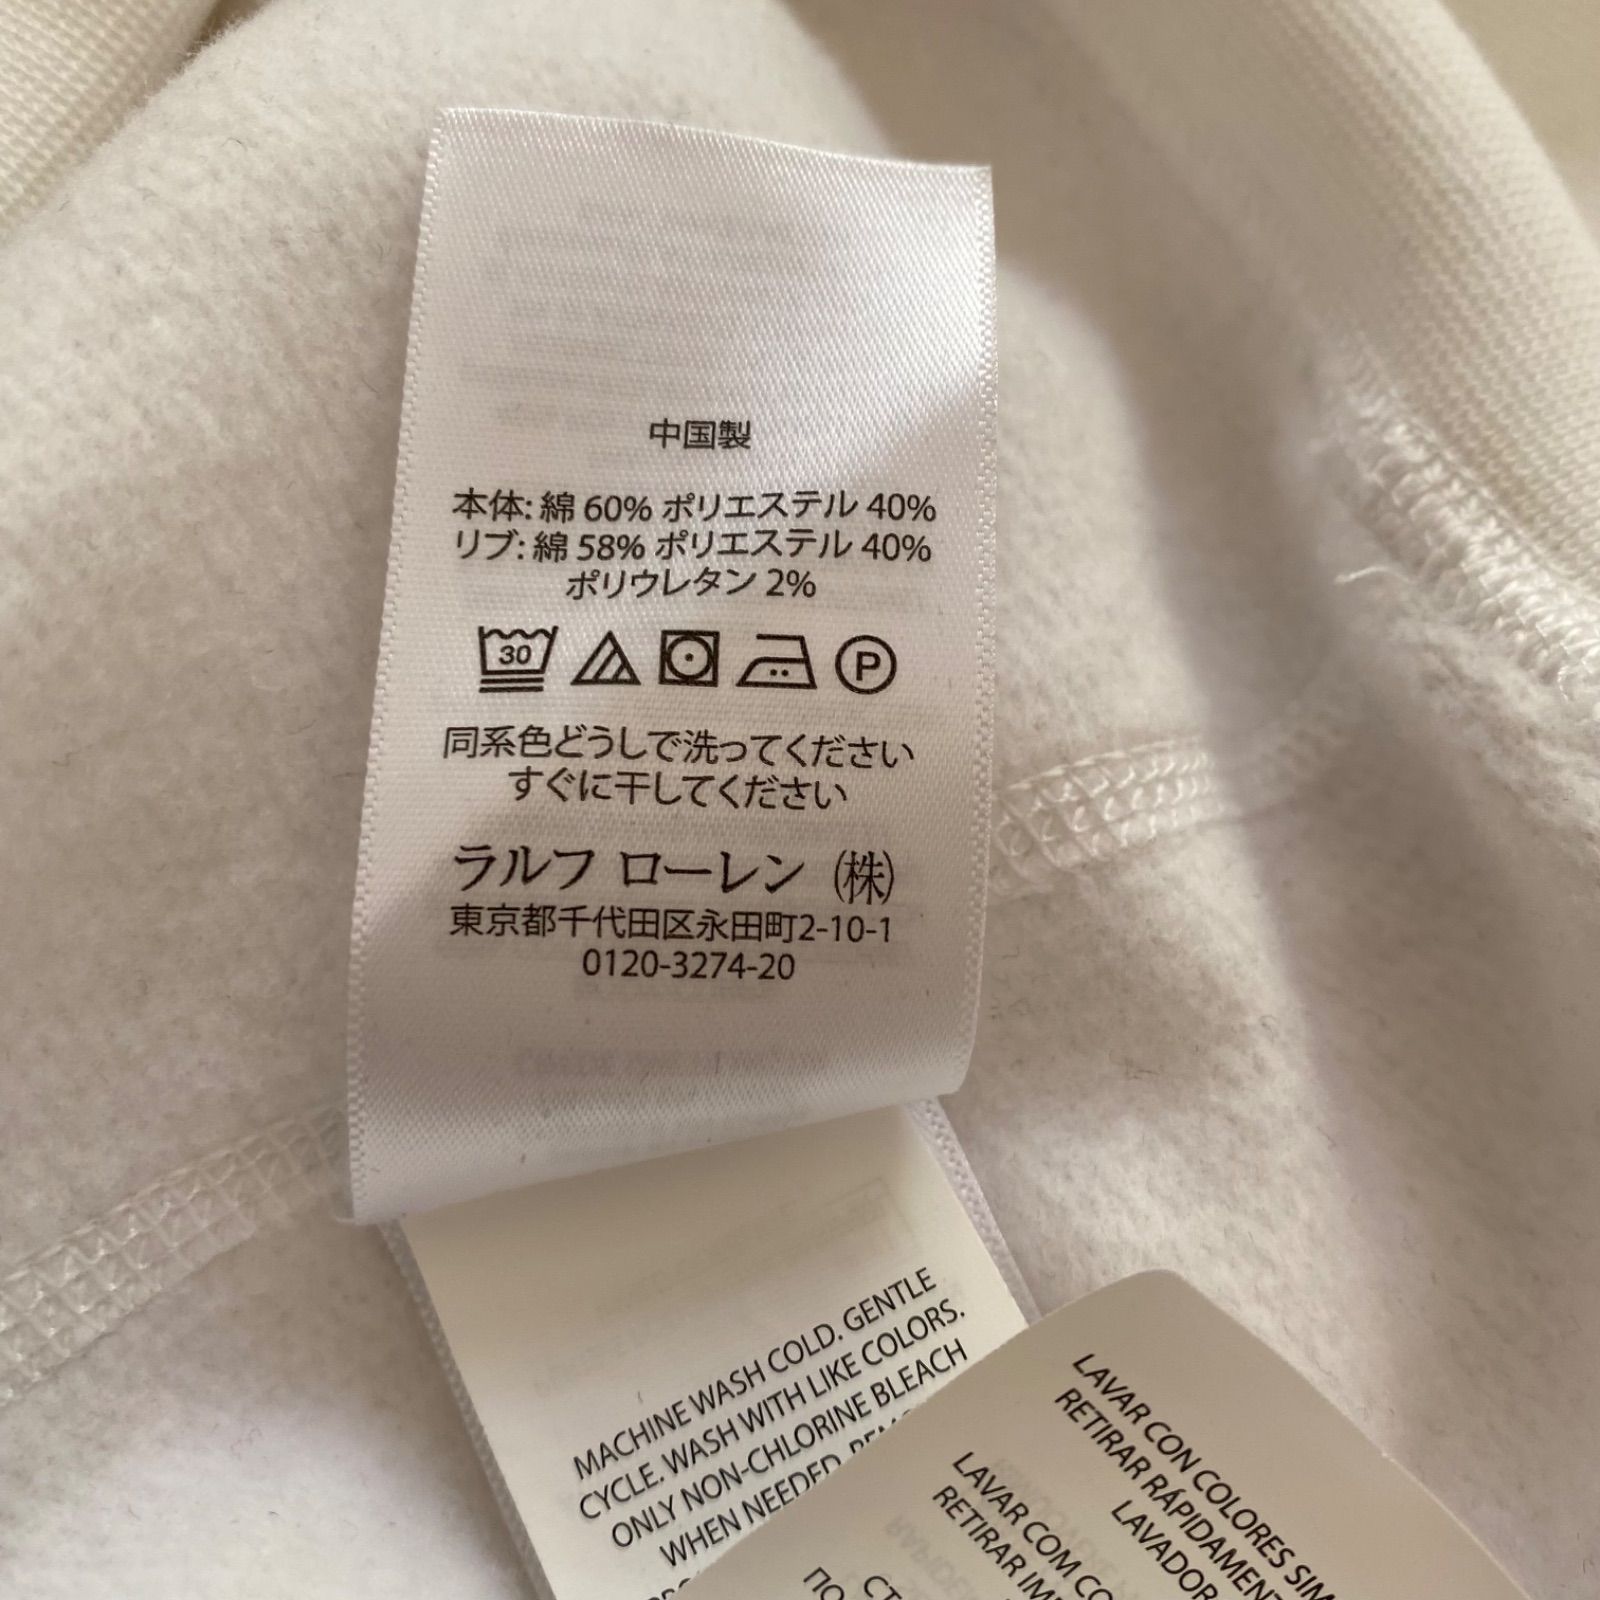 中国製
本体: 綿 60% ポリエステル 40%
リブ: 綿 58% ポリエステル 40%
ポリウレタン 2%
30
P
同系色どうしで洗ってください
すぐに干してください
ラルフ ローレン (株)
東京都千代田区永田町2-10-1
0120-3274-20
MACHINE WASH COLD. GENTLE
CYCLE. WASH WITH LIKE COLORS.
ONLY NON-CHLORINE BLEACH
WHEN NEEDED.
LAVAR CON COLORES
RETIRAR
LAVAR COM
RETIRAR